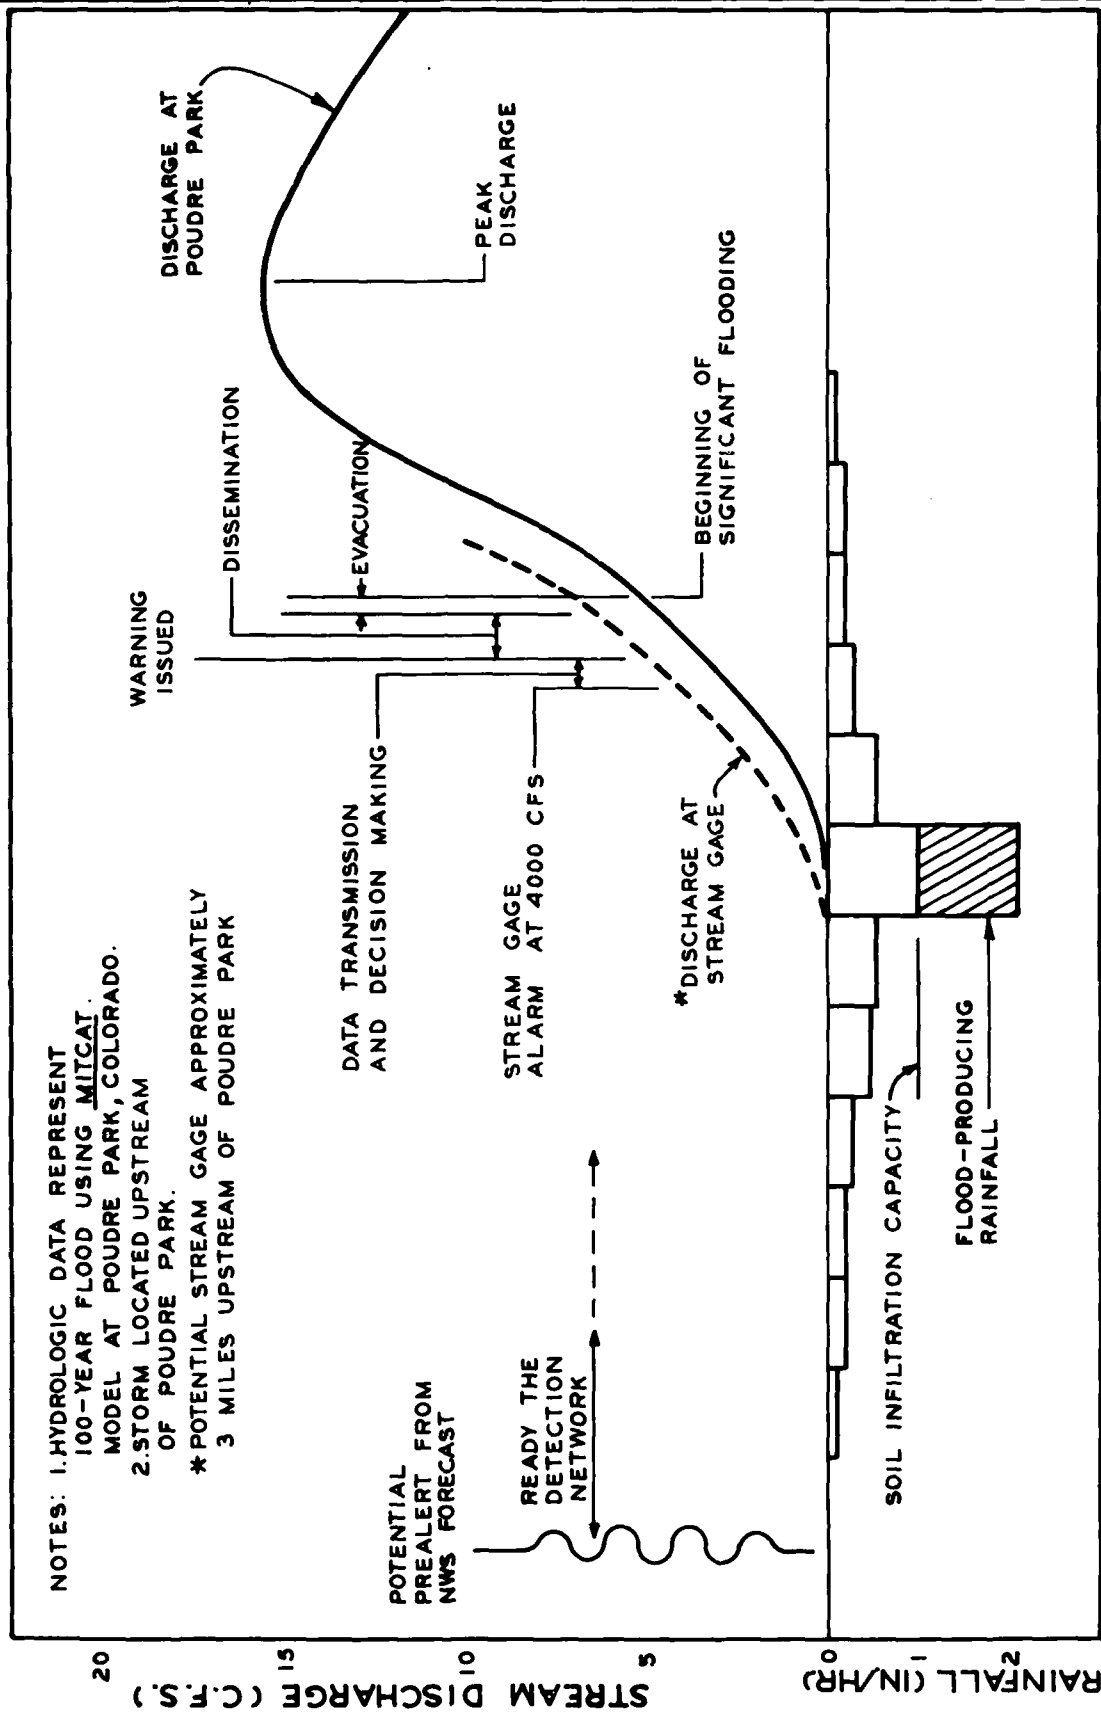 NOTES: 1. HYDROLOGIC DATA REPRESENT
100-YEAR FLOOD USING MITCAT.
MODEL AT POUDRE PARK, COLORADO.
2. STORM LOCATED UPSTREAM
OF POUDRE PARK.
* POTENTIAL STREAM GAGE APPROXIMATELY
3 MILES UPSTREAM OF POUDRE PARK
DISCHARGE AT
POUDRE PARK
WARNING
ISSUED
DISSEMINATION
EVACUATION
PEAK
DISCHARGE
DATA TRANSMISSION
AND DECISION MAKING
STREAM GAGE
ALARM AT 4000 CFS
POTENTIAL
PREALERT FROM
NWS FORECAST
READY THE
DETECTION
NETWORK
*DISCHARGE AT
STREAM GAGE
BEGINNING OF
SIGNIFICANT FLOODING
SOIL INFILTRATION CAPACITY
FLOOD-PRODUCING
RAINFALL
20
15
10
5
0
1
2
STREAM DISCHARGE (C.F.S.)
RAINFALL (IN/HR)